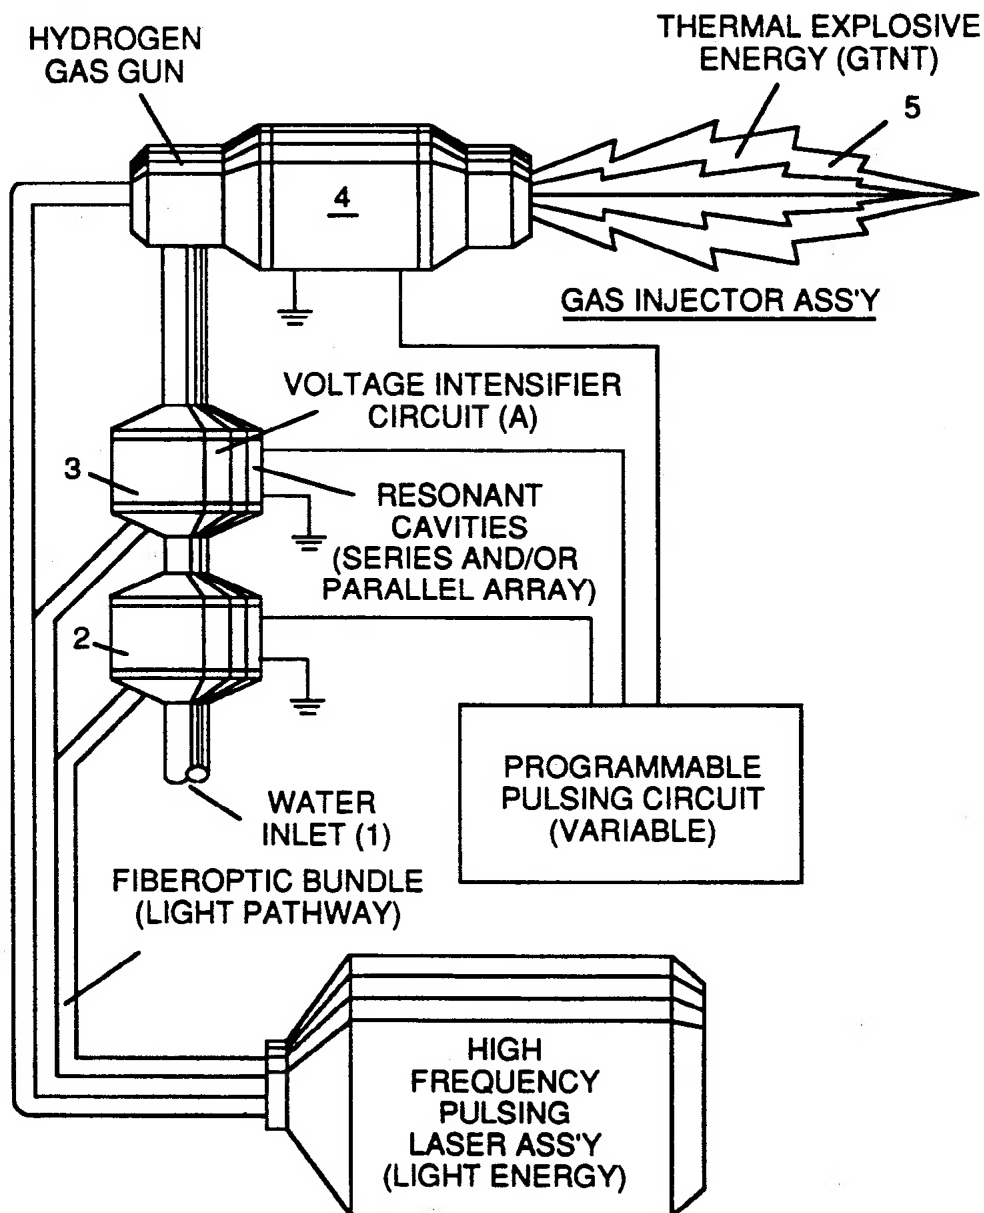 HYDROGEN
GAS GUN
THERMAL EXPLOSIVE
ENERGY (GTNT)
5
4
GAS INJECTOR ASS'Y
VOLTAGE INTENSIFIER
CIRCUIT (A)
3
RESONANT
CAVITIES
(SERIES AND/OR
PARALLEL ARRAY)
2
PROGRAMMABLE
PULSING CIRCUIT
(VARIABLE)
WATER
INLET (1)
FIBEROPTIC BUNDLE
(LIGHT PATHWAY)
HIGH
FREQUENCY
PULSING
LASER ASS'Y
(LIGHT ENERGY)